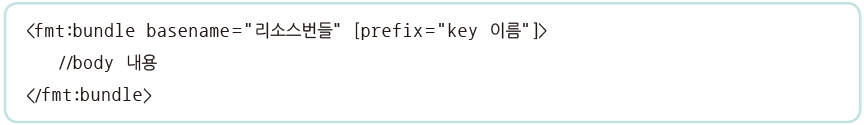 <fmt:bundle basename="리소스번들" [prefix="key 이름"]>
//body 내용
</fmt:bundle>